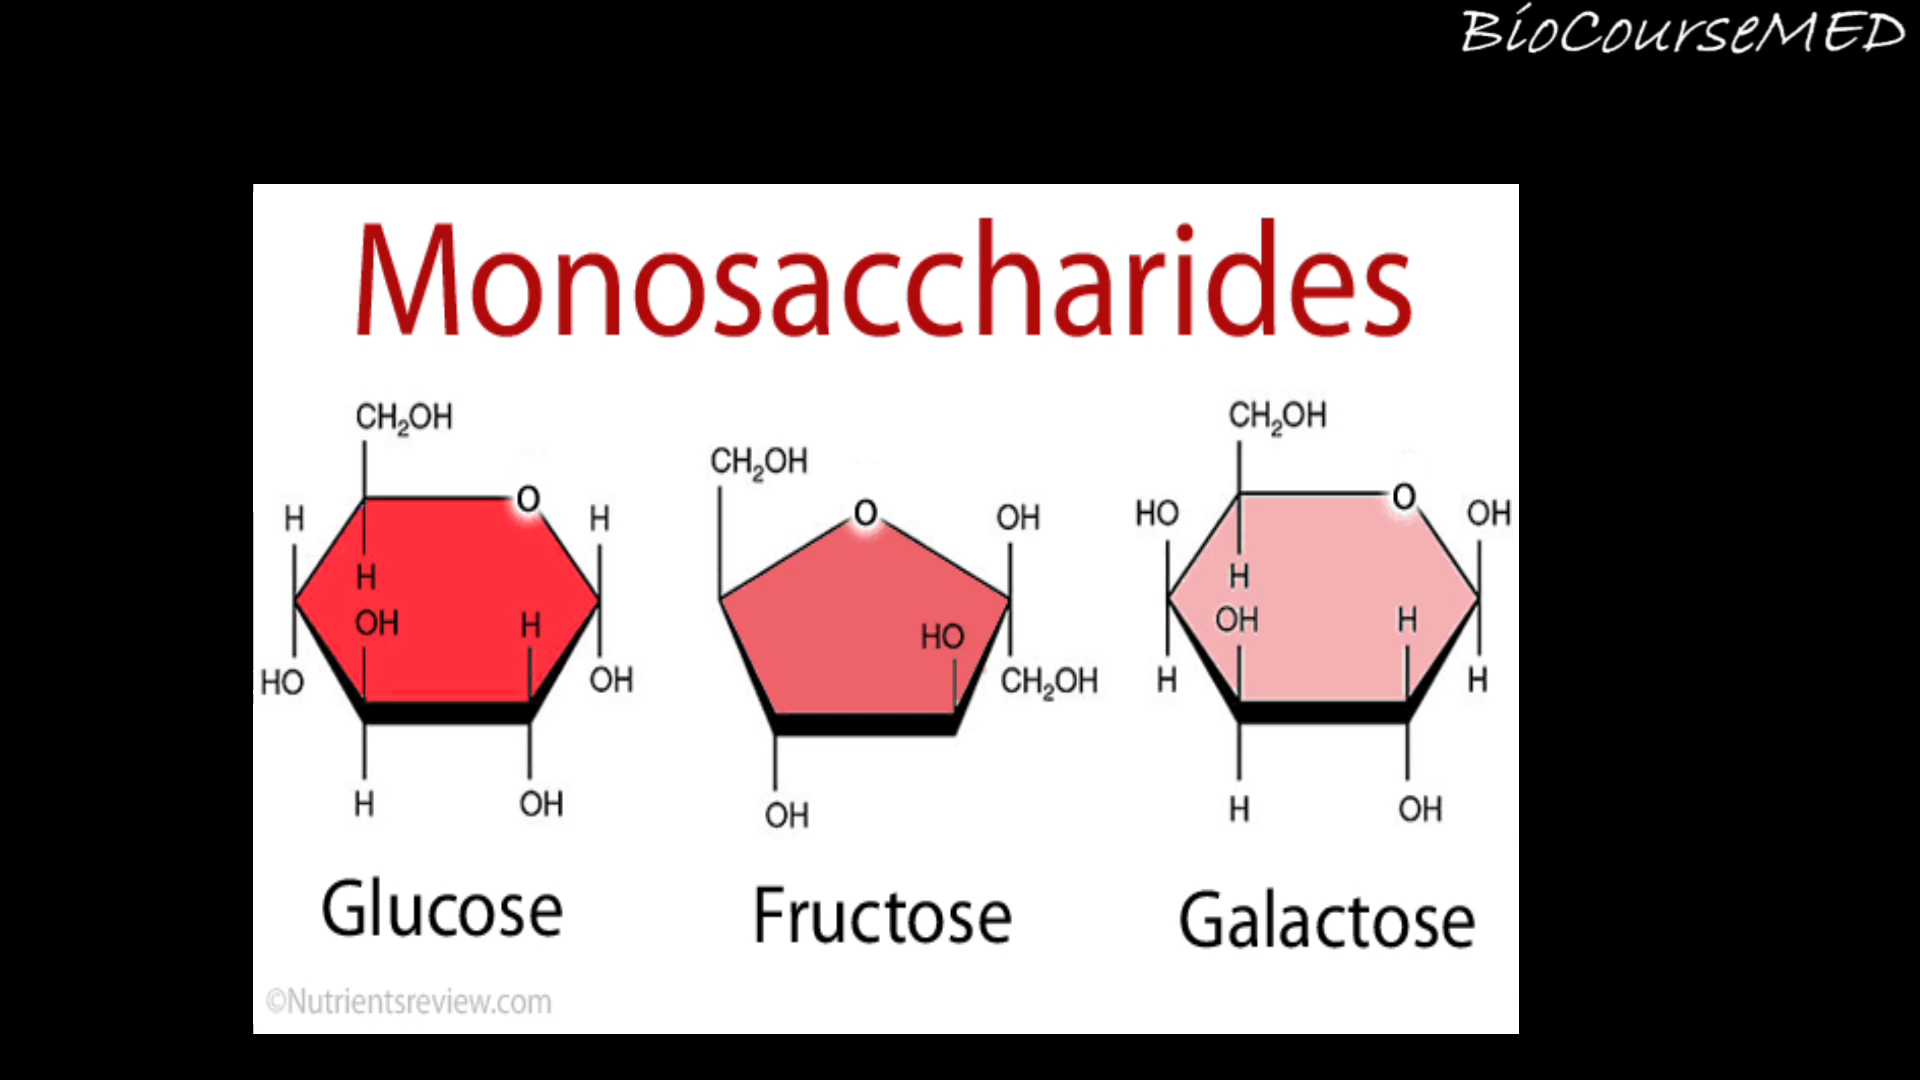 BioCourseMED
Monosaccharides
CH₂OH
H
O
H
H
OH
H
HO
OH
H
OH
Glucose
CH₂OH
O
OH
HO
CH₂OH
OH
Fructose
CH₂OH
HO
O
OH
H
OH
H
H
H
H
OH
Galactose
©Nutrientsreview.com